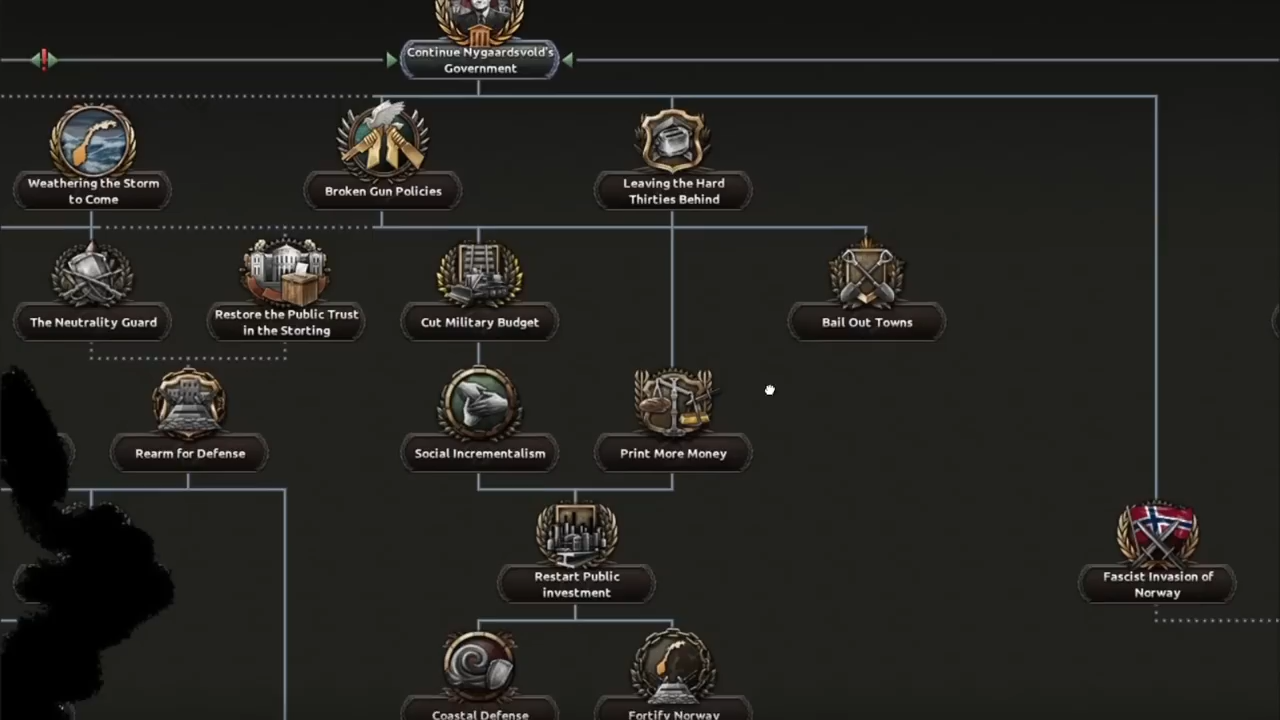 Continue Nygaardsvold's
Government
Weathering the Storm
to Come
Broken Gun Policies
Leaving the Hard
Thirties Behind
The Neutrality Guard
Restore the Public Trust
in the Storting
Cut Military Budget
Bail Out Towns
Rearm for Defense
Social Incrementalism
Print More Money
Restart Public
investment
Fascist Invasion of
Norway
Coastal Defense
Fortify Norway